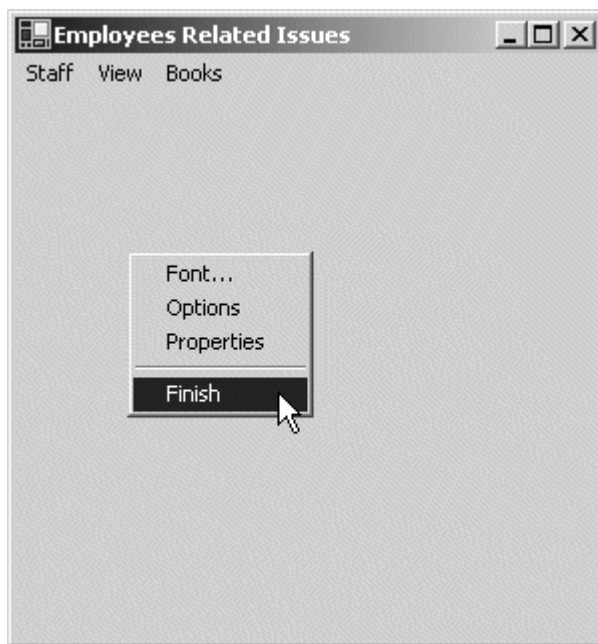 Employees Related Issues
Staff View Books
Font...
Options
Properties
Finish